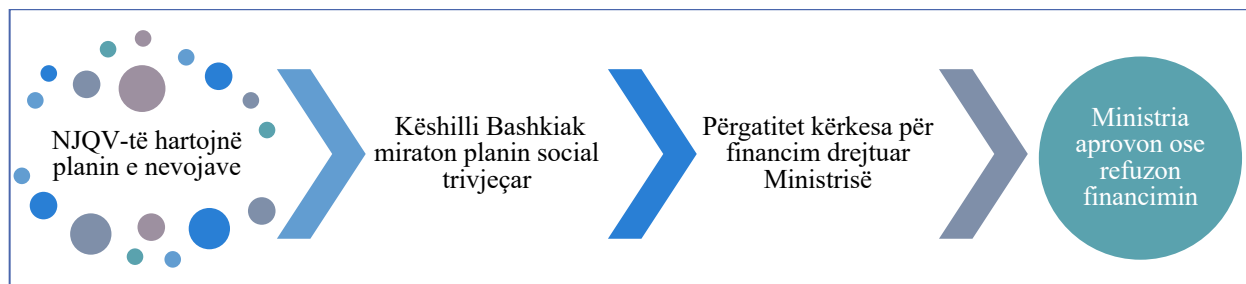 NJQV-të hartojnë
planin e nevojave
Këshilli Bashkiak
miraton planin social
trivjeçar
Përgatitet kërkesa për
financim drejtuar
Ministrisë
Ministria
aprovon ose
refuzon
financimin